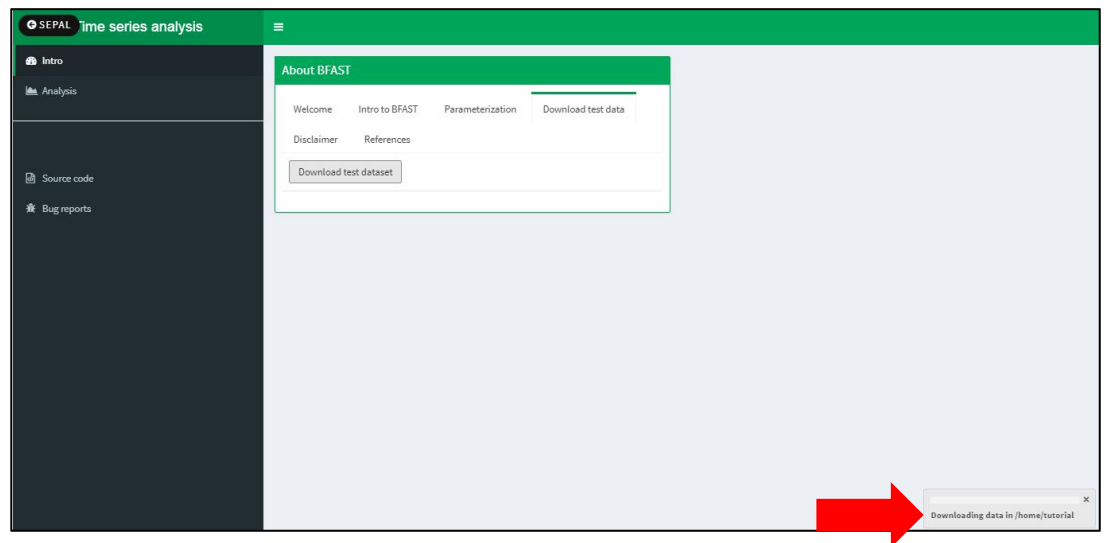 SEPAL ime series analysis
Intro
Analysis
Source code
Bug reports
About BFAST
Welcome Intro to BFAST Parameterization Download test data
Disclaimer References
Download test dataset
Downloading data in /home/tutorial